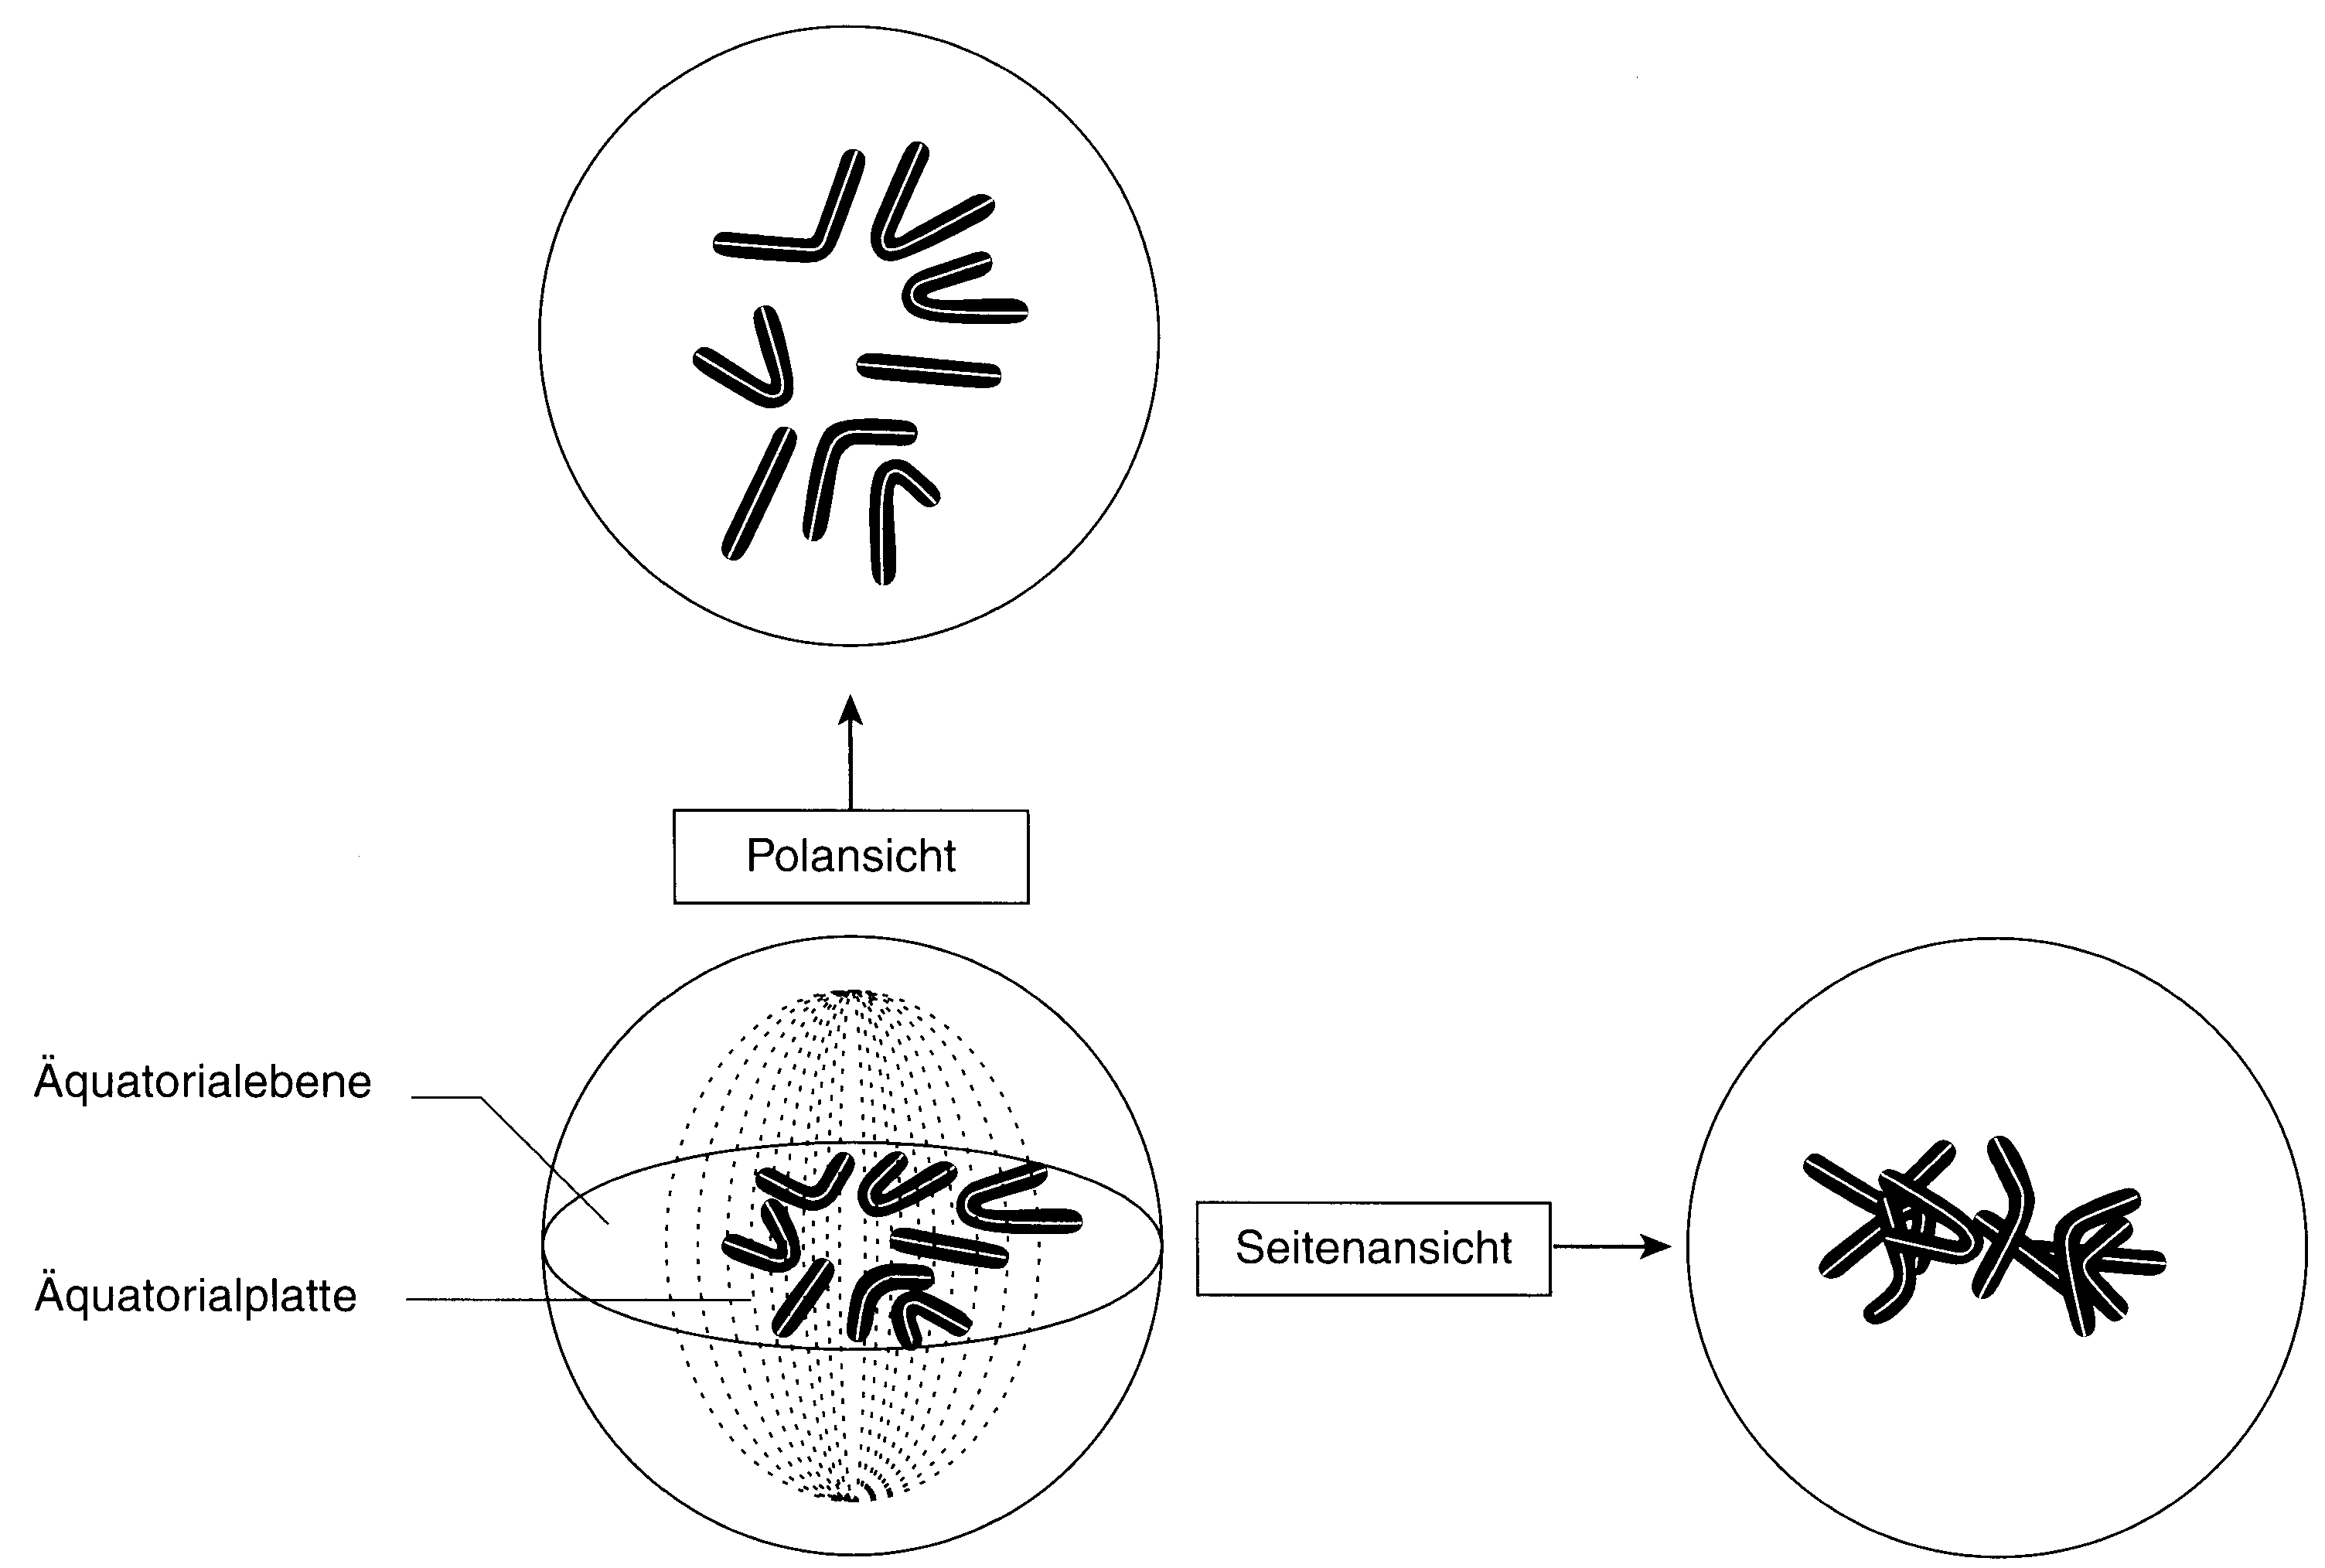 Polansicht
Äquatorialebene
Seitenansicht
Äquatorialplatte